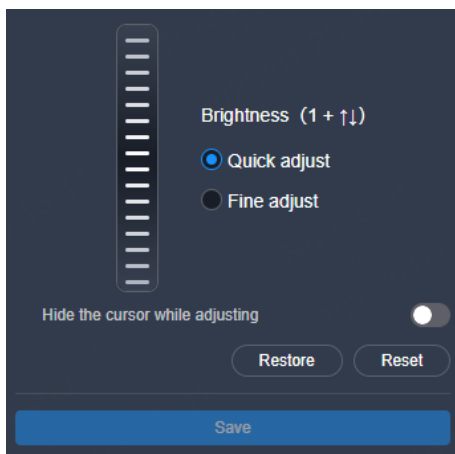 Brightness（1 + ↑↓）
Quick adjust
Fine adjust
Hide the cursor while adjusting
Restore Reset
Save